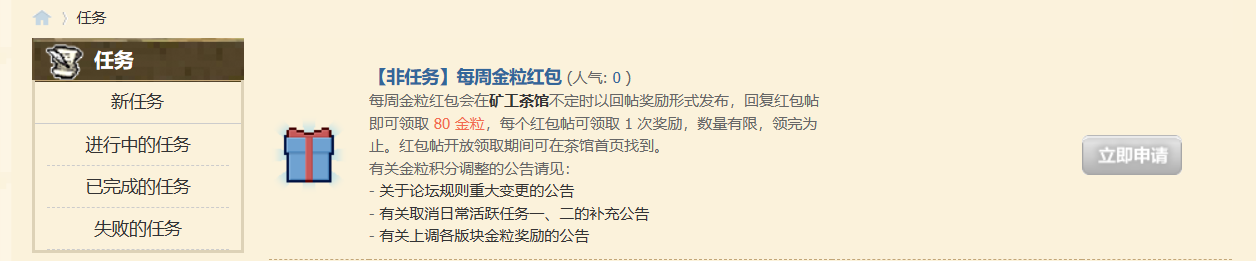 〉 任务
任务
新任务
进行中的任务
已完成的任务
失败的任务
【非任务】每周金粒红包 (人气: 0 )
每周金粒红包会在矿工茶馆不定时以回帖奖励形式发布，回复红包帖
即可领取 80 金粒，每个红包帖可领取 1 次奖励，数量有限，领完为
止。红包帖开放领取期间可在茶馆首页找到。
有关金粒积分调整的公告请见：
- 关于论坛规则重大变更的公告
- 有关取消日常活跃任务一、二的补充公告
- 有关上调各版块金粒奖励的公告
立即申请